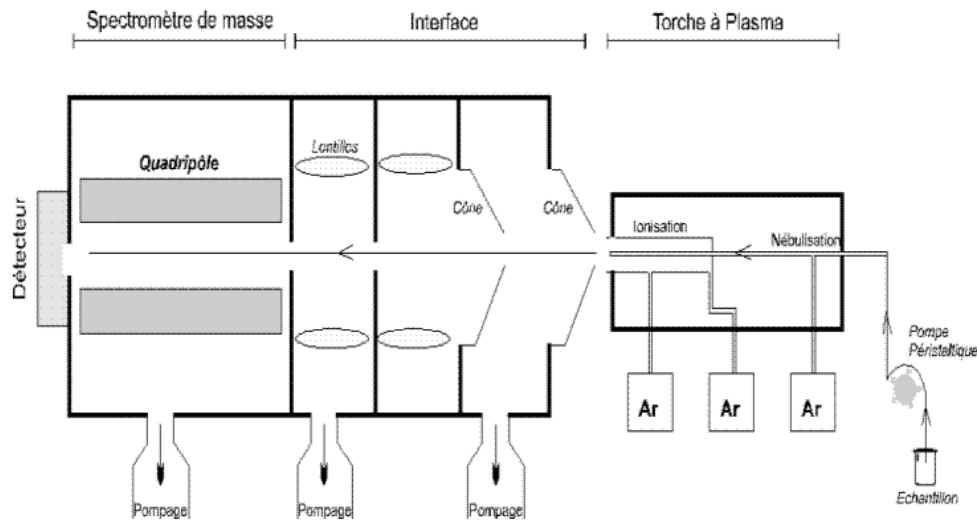 Spectromètre de masse
Interface
Torche à Plasma
Lentilles
Quadripôle
Cône
Cône
Ionisation
Nébulisation
Détecteur
Pompe
Péristaltique
Ar
Ar
Ar
Pompage
Pompage
Pompage
Echantillon